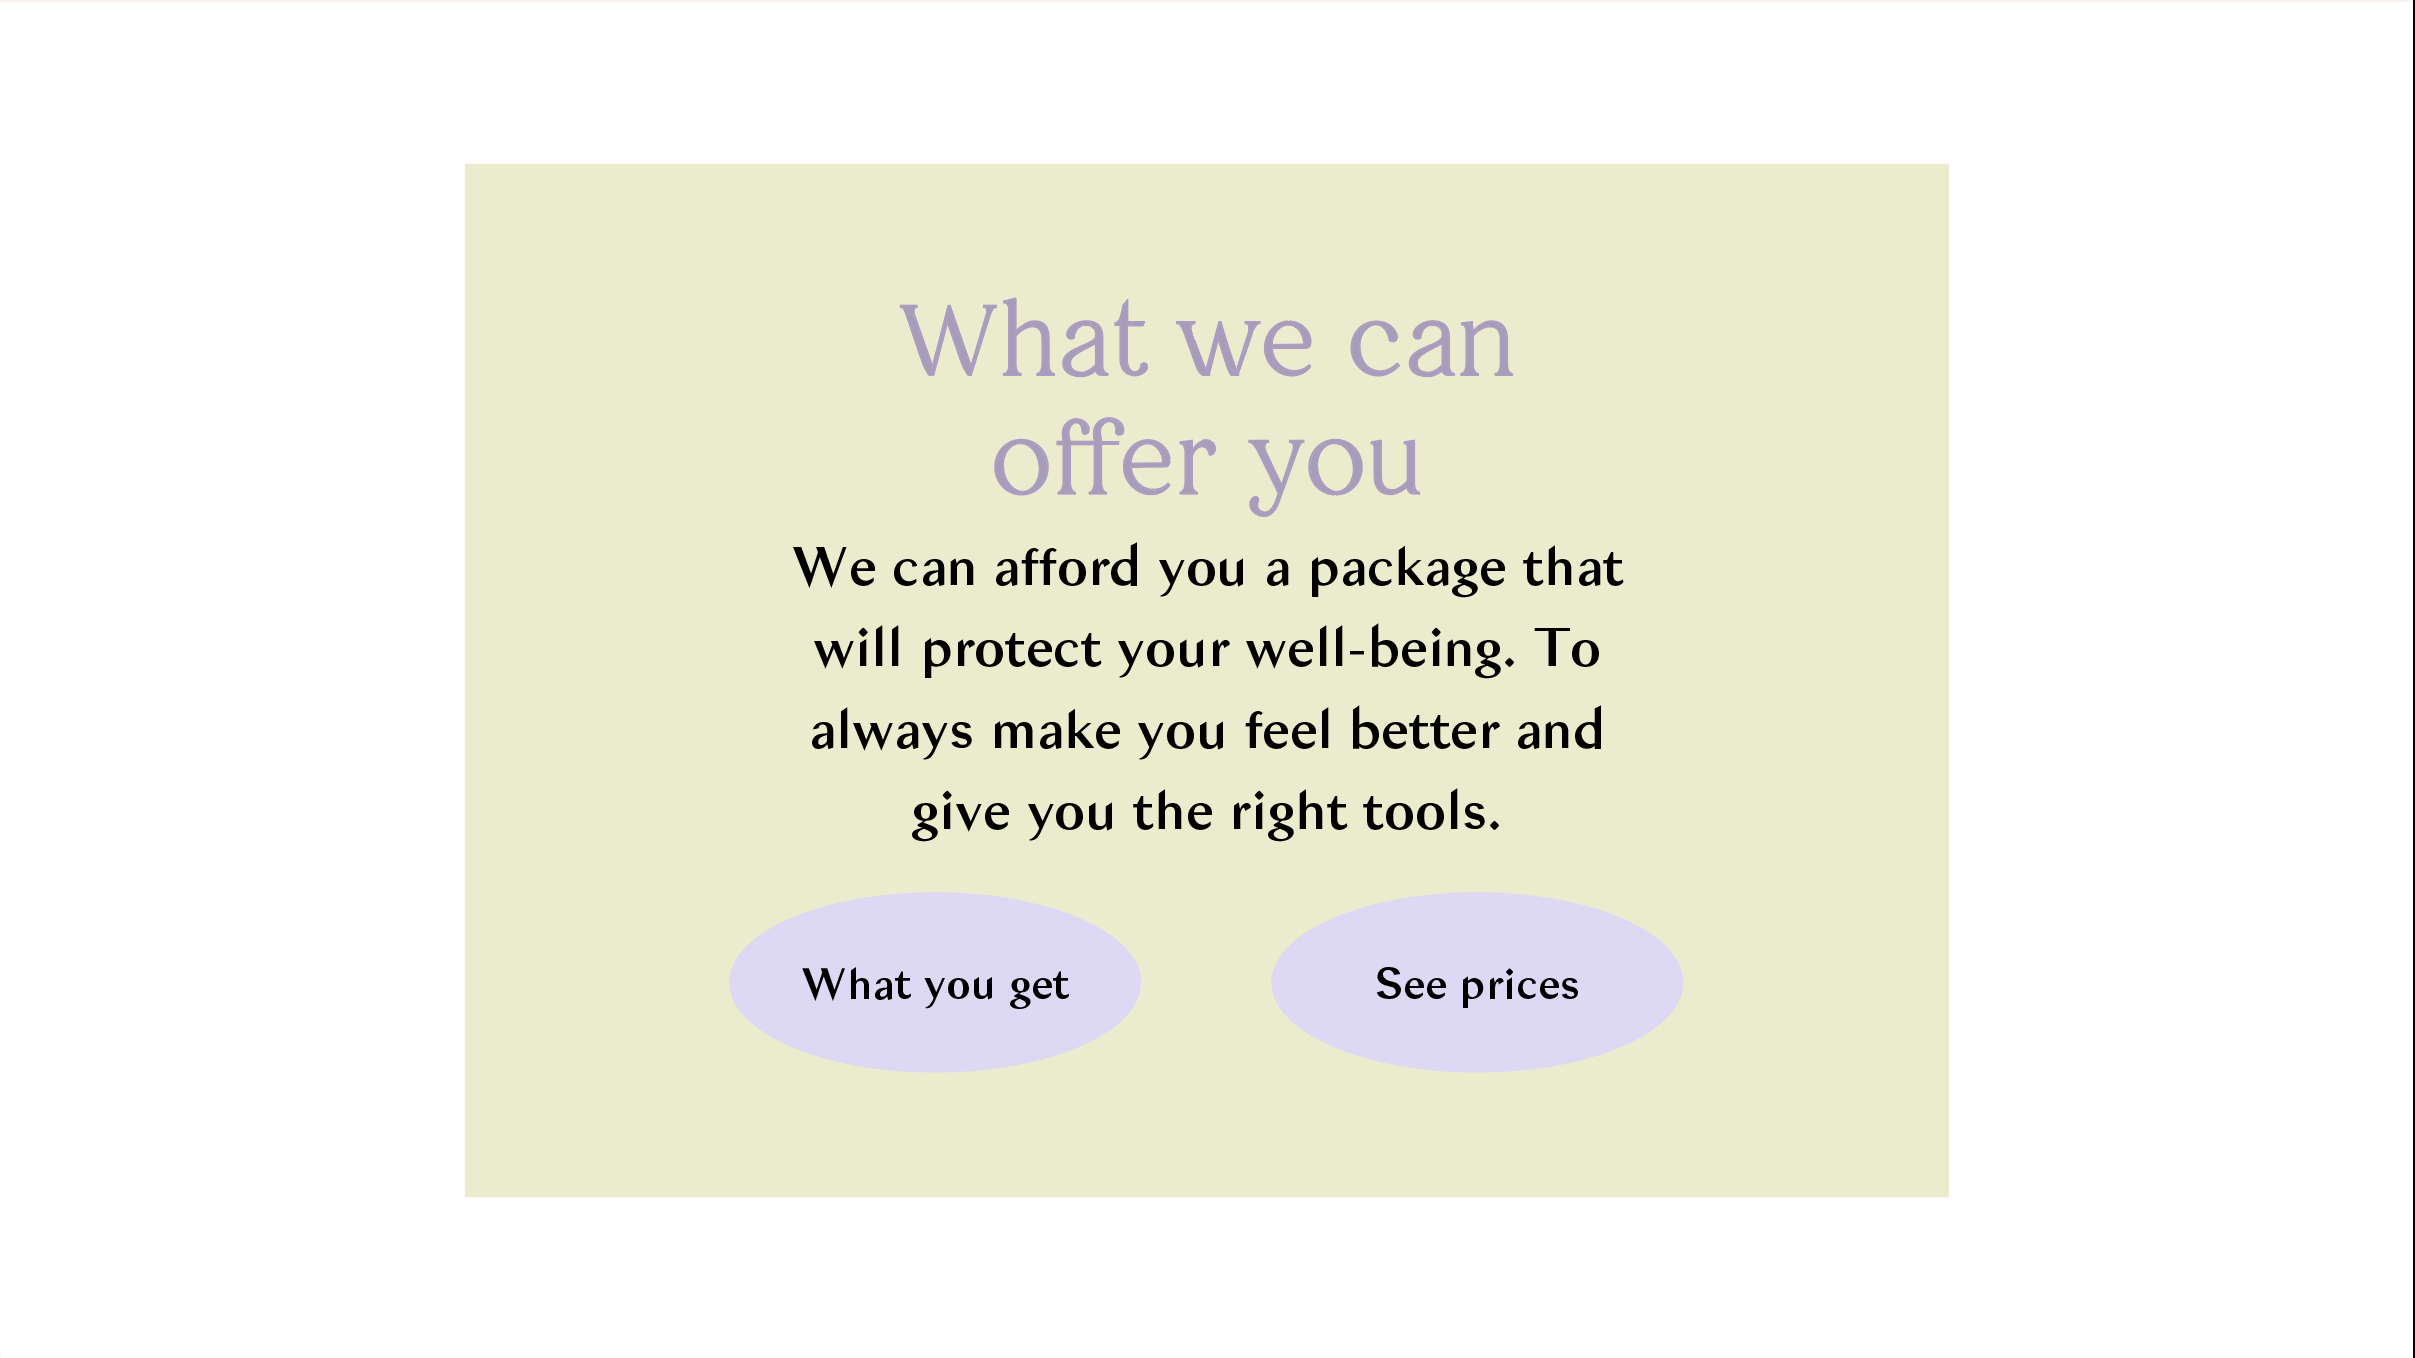 What we can
offer you
We can afford you a package that
will protect your well-being. To
always make you feel better and
give you the right tools.
What you get
See prices